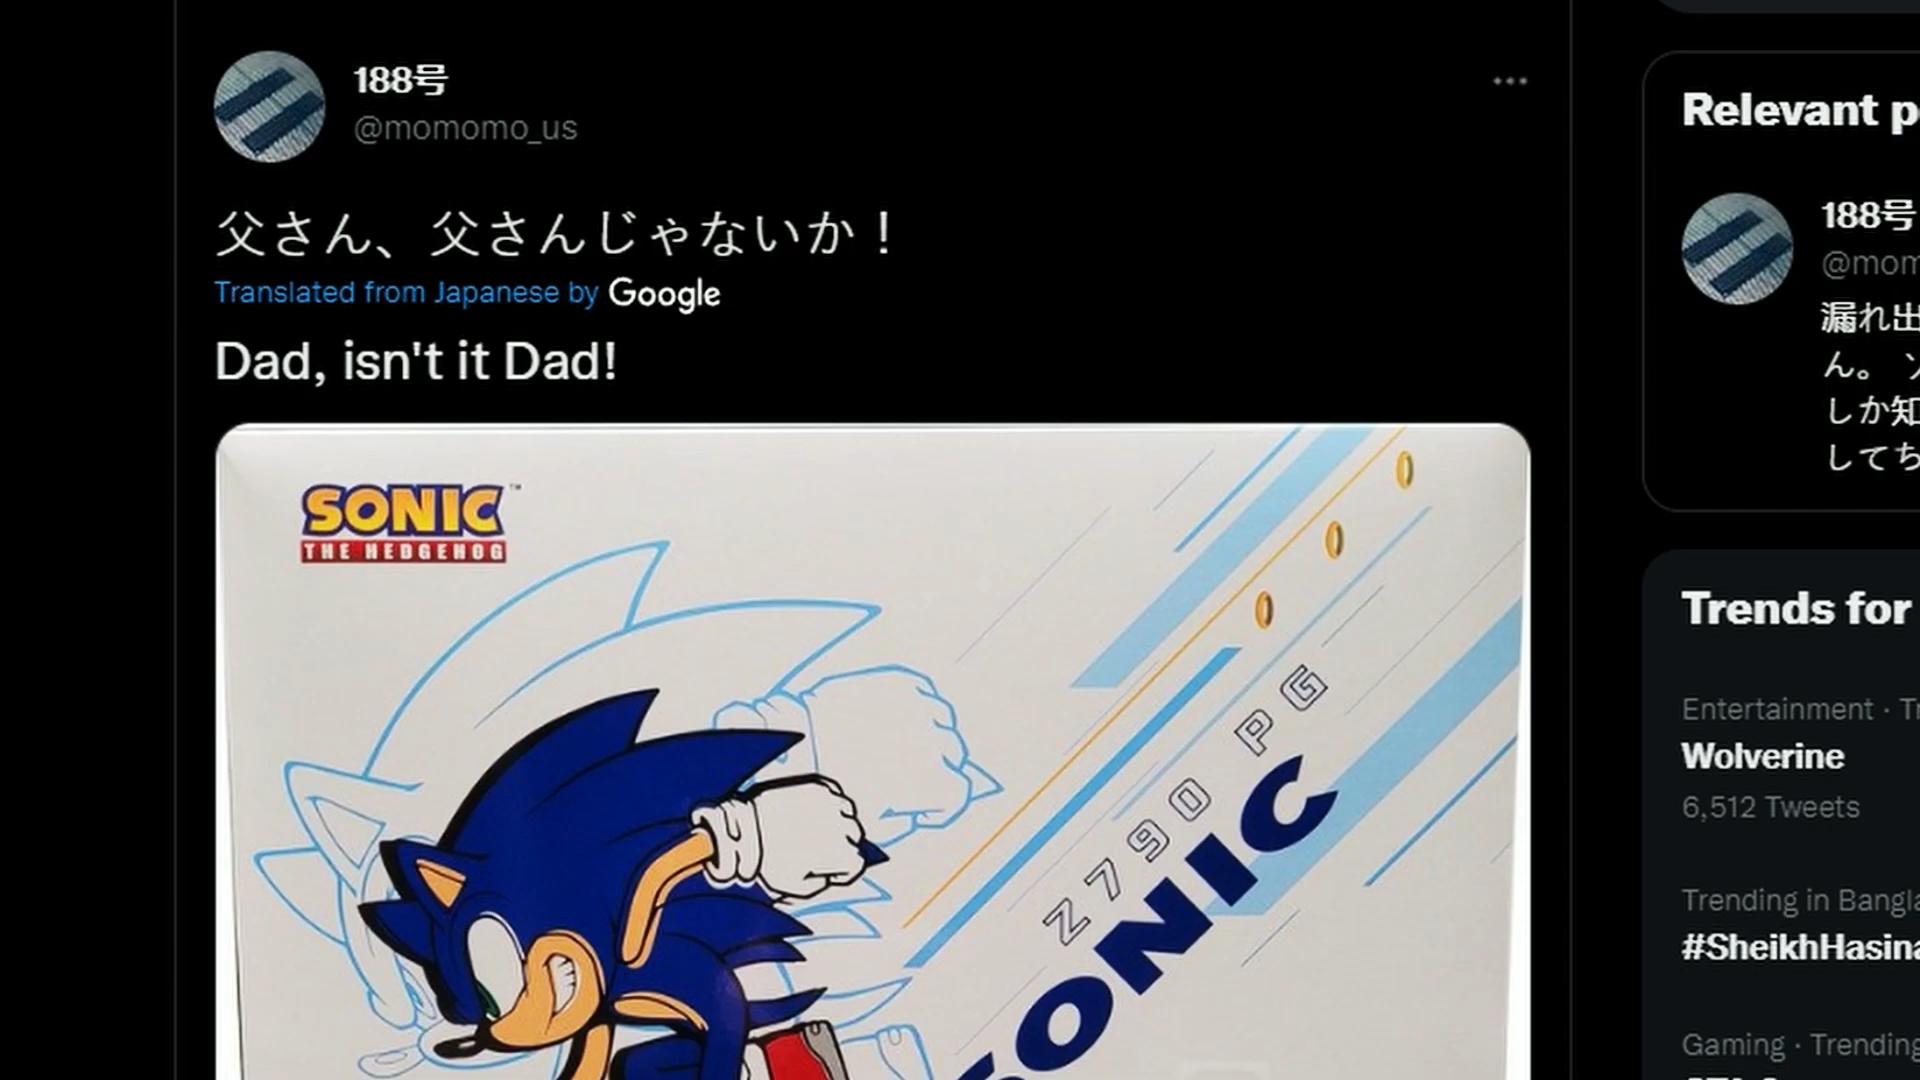 188号
@momomo_us
父さん、父さんじゃないか！
Translated from Japanese by Google
Dad, isn't it Dad!
SONIC™
THE HEDGEHOG
Z790 PG
SONIC
Relevant p
188号
@mom
漏れ出
ん。 ソ
しか知
してち
Trends for
Entertainment · Tr
Wolverine
6,512 Tweets
Trending in Bangla
#SheikhHasina
Gaming · Trending